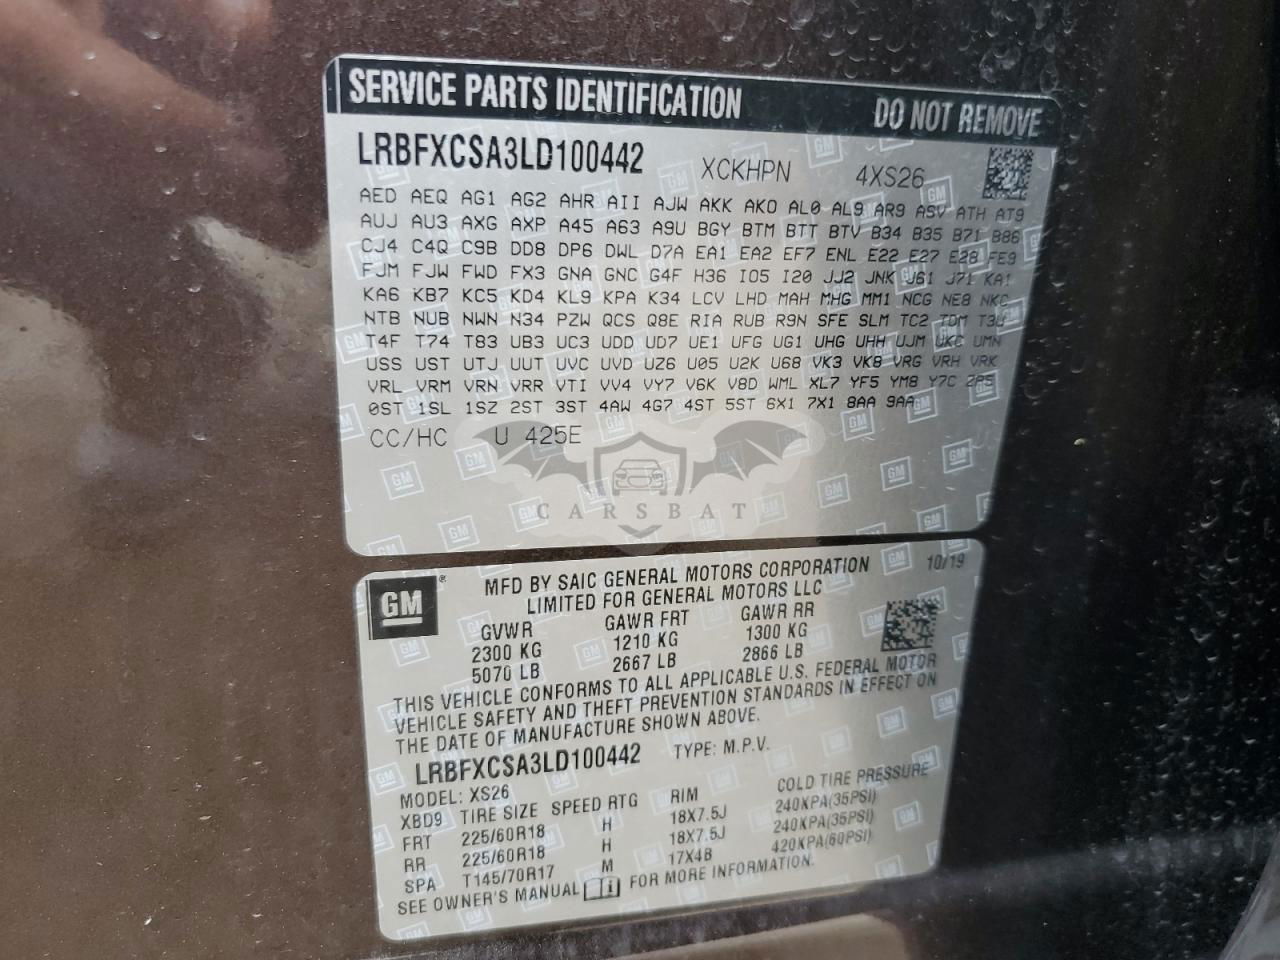 SERVICE PARTS IDENTIFICATION DO NOT REMOVE
LRBFXCSA3LD100442 XCKHPN 4XS26
AED AEQ AG1 AG2 AHR AII AJW AKK AKO AL0 AL9 AR9 ASV ATH AT9
AUJ AU3 AXG AXP A45 A63 A9U BGY BTM BTT BTV B34 B35 B71 B86
CJ4 C4Q C9B DD8 DP6 DWL D7A EA1 EA2 EF7 ENL E22 E27 E28 FE9
FJM FJW FWD FX3 GNA GNC G4F H36 IO5 I20 JJ2 JNK J61 J71 KA1
KA6 KB7 KC5 KD4 KL9 KPA K34 LCV LHD MAH MHG MM1 NCG NE8 NKC
NTB NUB NWN N34 PZW QCS Q8E RIA RUB R9N SFE SLM TC2 TDM T3U
T4F T74 T83 UB3 UC3 UDD UD7 UE1 UFG UG1 UHG UHH UJM UKC UMN
USS UST UTJ UUT UVC UVD UZ6 U05 U2K U68 VK3 VK8 VRG VRH VRK
VRL VRM VRN VRR VTI VV4 VY7 V6K V8D WML XL7 YF5 YM8 Y7C
0ST 1SL 1SZ 2ST 3ST 4AW 4G7 4ST 5ST 6X1 7X1 8AA 9AA
CC/HC U 425E
CARSBAT
GM MFD BY SAIC GENERAL MOTORS CORPORATION 10/19
LIMITED FOR GENERAL MOTORS LLC
GVWR GAWR FRT GAWR RR
2300 KG 1210 KG 1300 KG
5070 LB 2667 LB 2866 LB
THIS VEHICLE CONFORMS TO ALL APPLICABLE U.S. FEDERAL MOTOR
VEHICLE SAFETY AND THEFT PREVENTION STANDARDS IN EFFECT ON
THE DATE OF MANUFACTURE SHOWN ABOVE.
LRBFXCSA3LD100442 TYPE: M.P.V.
MODEL: XS26
XBD9 TIRE SIZE SPEED RTG RIM COLD TIRE PRESSURE
FRT 225/60R18 H 18X7.5J 240KPA(35PSI)
RR 225/60R18 H 18X7.5J 240KPA(35PSI)
SPA T145/70R17 M 17X4B 420KPA(60PSI)
SEE OWNER'S MANUAL FOR MORE INFORMATION.